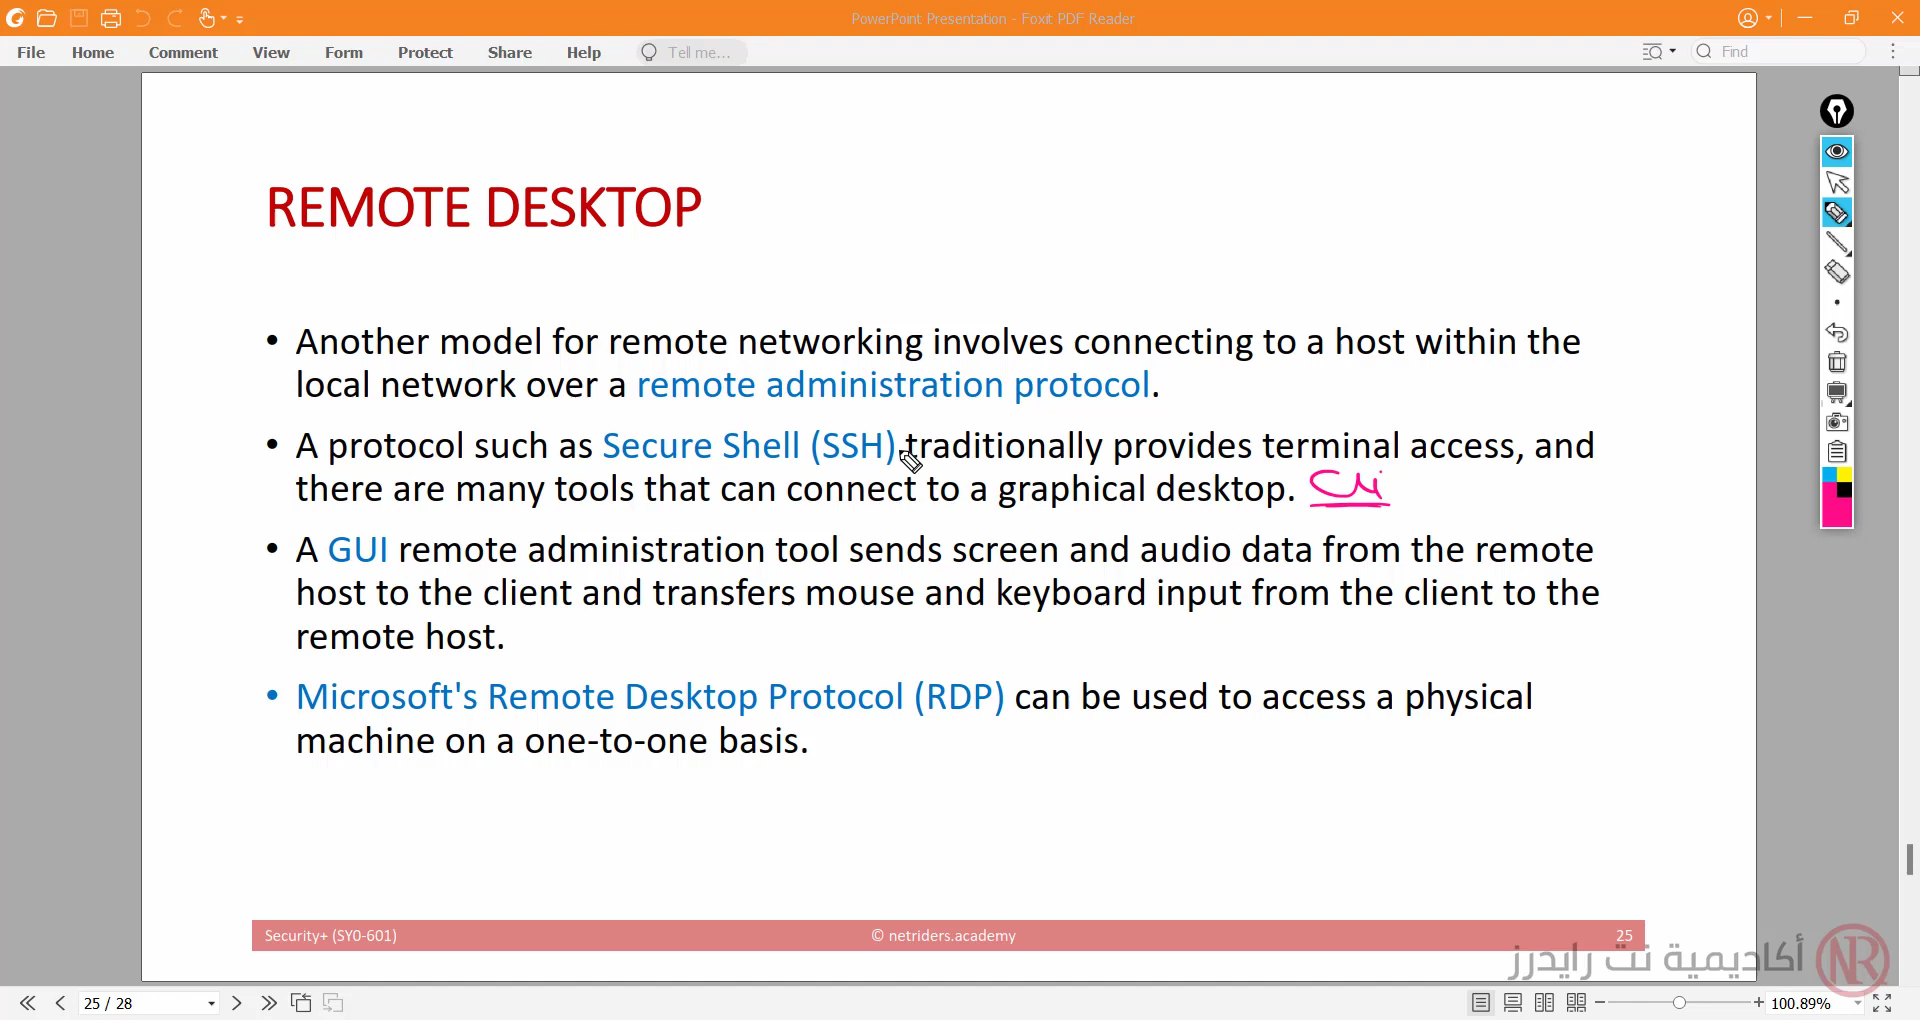 PowerPoint Presentation - Foxit PDF Reader
File Home Comment View Form Protect Share Help Tell me... Find
REMOTE DESKTOP
• Another model for remote networking involves connecting to a host within the
local network over a remote administration protocol.
• A protocol such as Secure Shell (SSH) traditionally provides terminal access, and
there are many tools that can connect to a graphical desktop. CLi
• A GUI remote administration tool sends screen and audio data from the remote
host to the client and transfers mouse and keyboard input from the client to the
remote host.
• Microsoft's Remote Desktop Protocol (RDP) can be used to access a physical
machine on a one-to-one basis.
Security+ (SY0-601) © netriders.academy 25
أكاديمية نت رايدرز NR
25 / 28 100.89%